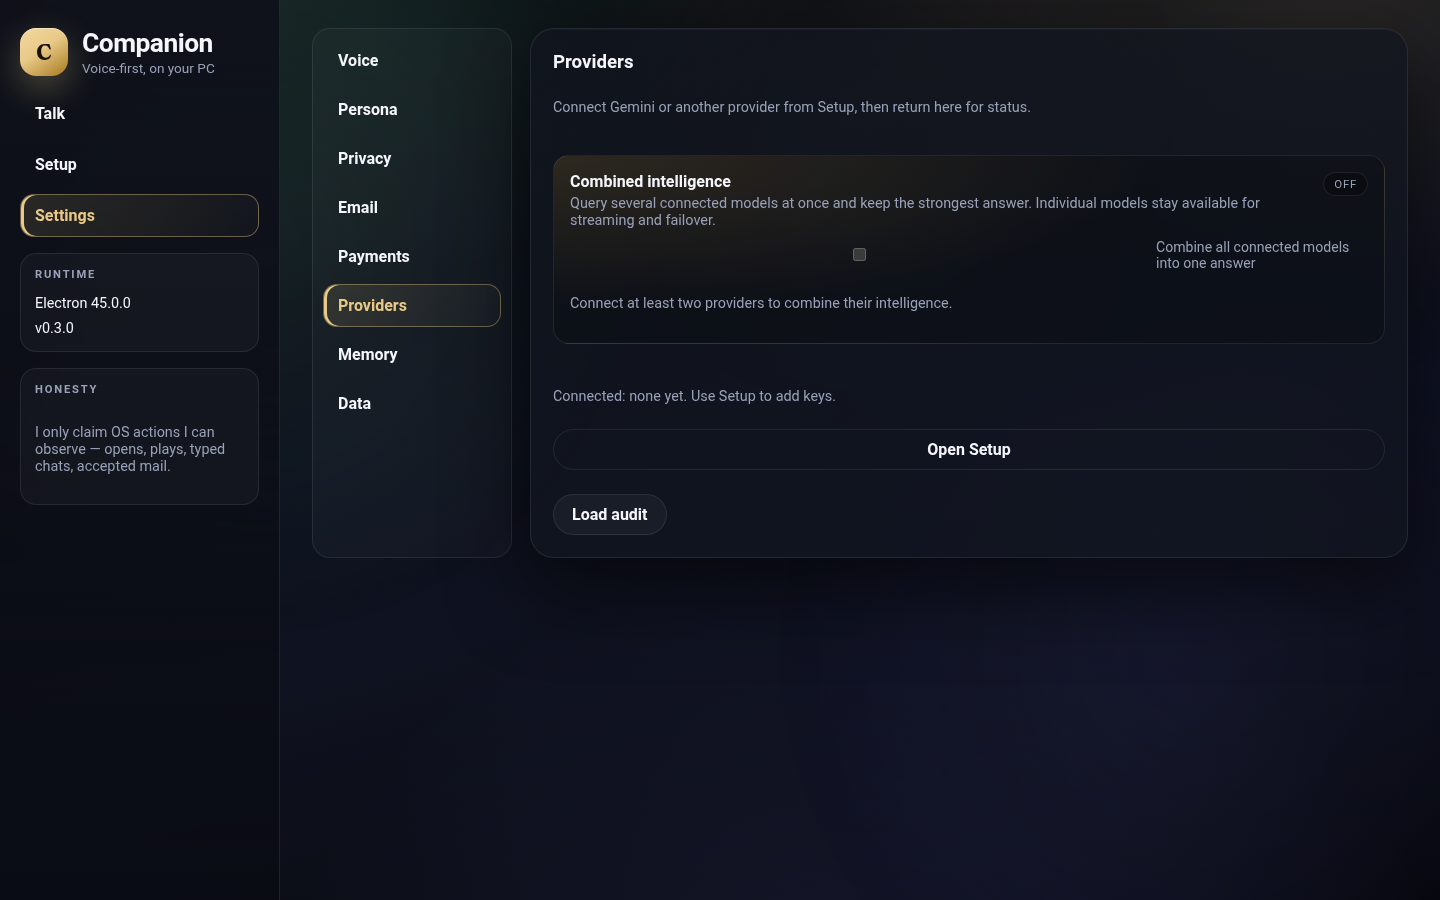 C
Companion
Voice-first, on your PC
Talk
Setup
Settings
RUNTIME
Electron 45.0.0
v0.3.0
HONESTY
I only claim OS actions I can
observe — opens, plays, typed
chats, accepted mail.
Voice
Persona
Privacy
Email
Payments
Providers
Memory
Data
Providers
Connect Gemini or another provider from Setup, then return here for status.
Combined intelligence
OFF
Query several connected models at once and keep the strongest answer. Individual models stay available for
streaming and failover.
Combine all connected models
into one answer
Connect at least two providers to combine their intelligence.
Connected: none yet. Use Setup to add keys.
Open Setup
Load audit